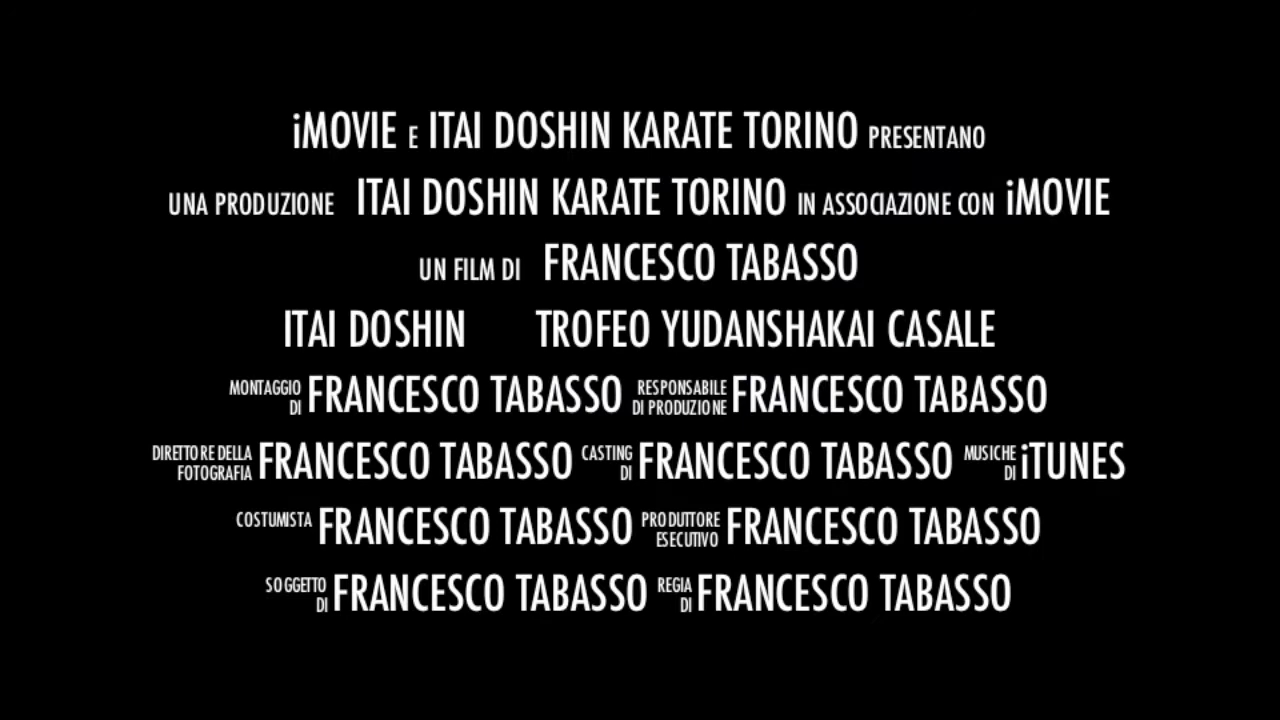 iMOVIE E ITAI DOSHIN KARATE TORINO PRESENTANO
UNA PRODUZIONE ITAI DOSHIN KARATE TORINO IN ASSOCIAZIONE CON iMOVIE
UN FILM DI FRANCESCO TABASSO
ITAI DOSHIN TROFEO YUDANSHAKAI CASALE
MONTAGGIO DI FRANCESCO TABASSO RESPONSABILE DI PRODUZIONE FRANCESCO TABASSO
DIRETTORE DELLA FOTOGRAFIA FRANCESCO TABASSO CASTING DI FRANCESCO TABASSO MUSICHE DI iTUNES
COSTUMISTA FRANCESCO TABASSO PRODUTTORE ESECUTIVO FRANCESCO TABASSO
SOGGETTO DI FRANCESCO TABASSO REGIA DI FRANCESCO TABASSO